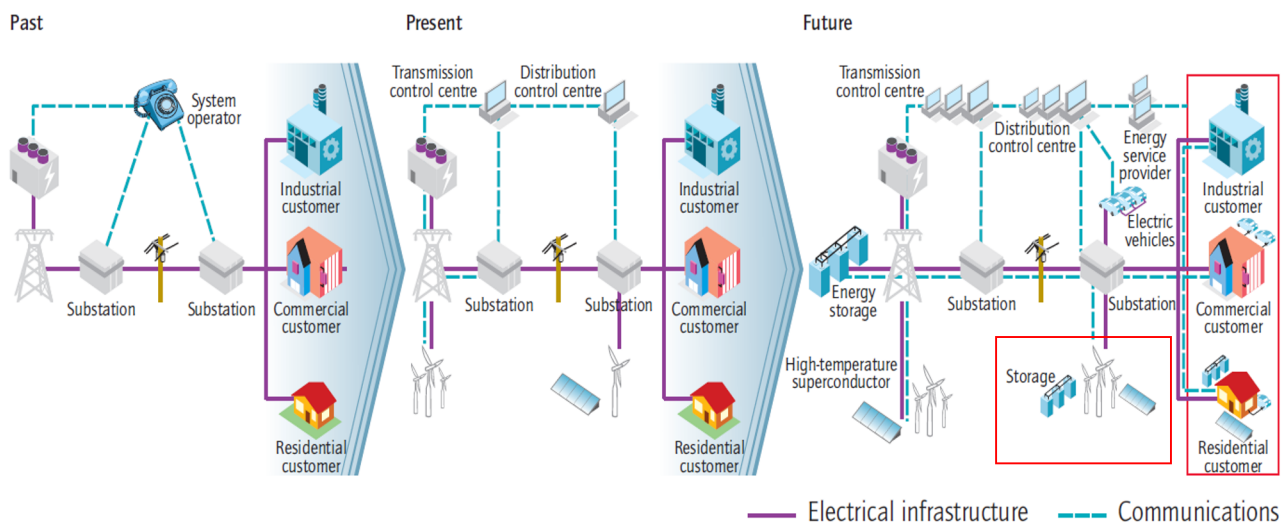 Past
System
operator
Substation
Substation
Industrial
customer
Commercial
customer
Residential
customer
Present
Transmission
control centre
Distribution
control centre
Substation
Substation
Industrial
customer
Commercial
customer
Residential
customer
Future
Transmission
control centre
Distribution
control centre
Energy
service
provider
Electric
vehicles
Energy
storage
Substation
Substation
High-temperature
superconductor
Storage
Industrial
customer
Commercial
customer
Residential
customer
Electrical infrastructure
Communications